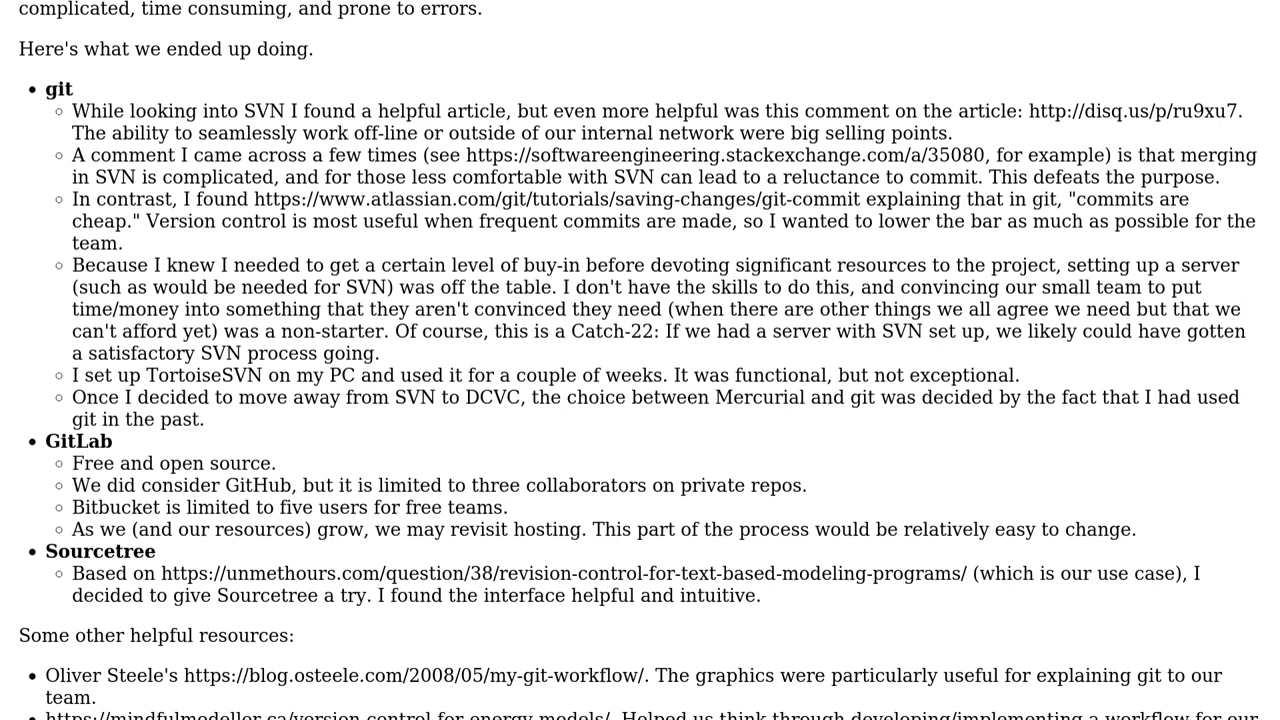 complicated, time consuming, and prone to errors.
Here's what we ended up doing.
• git
◦ While looking into SVN I found a helpful article, but even more helpful was this comment on the article: http://disq.us/p/ru9xu7.
The ability to seamlessly work off-line or outside of our internal network were big selling points.
◦ A comment I came across a few times (see https://softwareengineering.stackexchange.com/a/35080, for example) is that merging
in SVN is complicated, and for those less comfortable with SVN can lead to a reluctance to commit. This defeats the purpose.
◦ In contrast, I found https://www.atlassian.com/git/tutorials/saving-changes/git-commit explaining that in git, "commits are
cheap." Version control is most useful when frequent commits are made, so I wanted to lower the bar as much as possible for the
team.
◦ Because I knew I needed to get a certain level of buy-in before devoting significant resources to the project, setting up a server
(such as would be needed for SVN) was off the table. I don't have the skills to do this, and convincing our small team to put
time/money into something that they aren't convinced they need (when there are other things we all agree we need but that we
can't afford yet) was a non-starter. Of course, this is a Catch-22: If we had a server with SVN set up, we likely could have gotten
a satisfactory SVN process going.
◦ I set up TortoiseSVN on my PC and used it for a couple of weeks. It was functional, but not exceptional.
◦ Once I decided to move away from SVN to DCVC, the choice between Mercurial and git was decided by the fact that I had used
git in the past.
• GitLab
◦ Free and open source.
◦ We did consider GitHub, but it is limited to three collaborators on private repos.
◦ Bitbucket is limited to five users for free teams.
◦ As we (and our resources) grow, we may revisit hosting. This part of the process would be relatively easy to change.
• Sourcetree
◦ Based on https://unmethours.com/question/38/revision-control-for-text-based-modeling-programs/ (which is our use case), I
decided to give Sourcetree a try. I found the interface helpful and intuitive.
Some other helpful resources:
• Oliver Steele's https://blog.osteele.com/2008/05/my-git-workflow/. The graphics were particularly useful for explaining git to our
team.
• https://mindfulmodeller.ca/version-control-for-energy-models/. Helped us think through developing/implementing a workflow for our